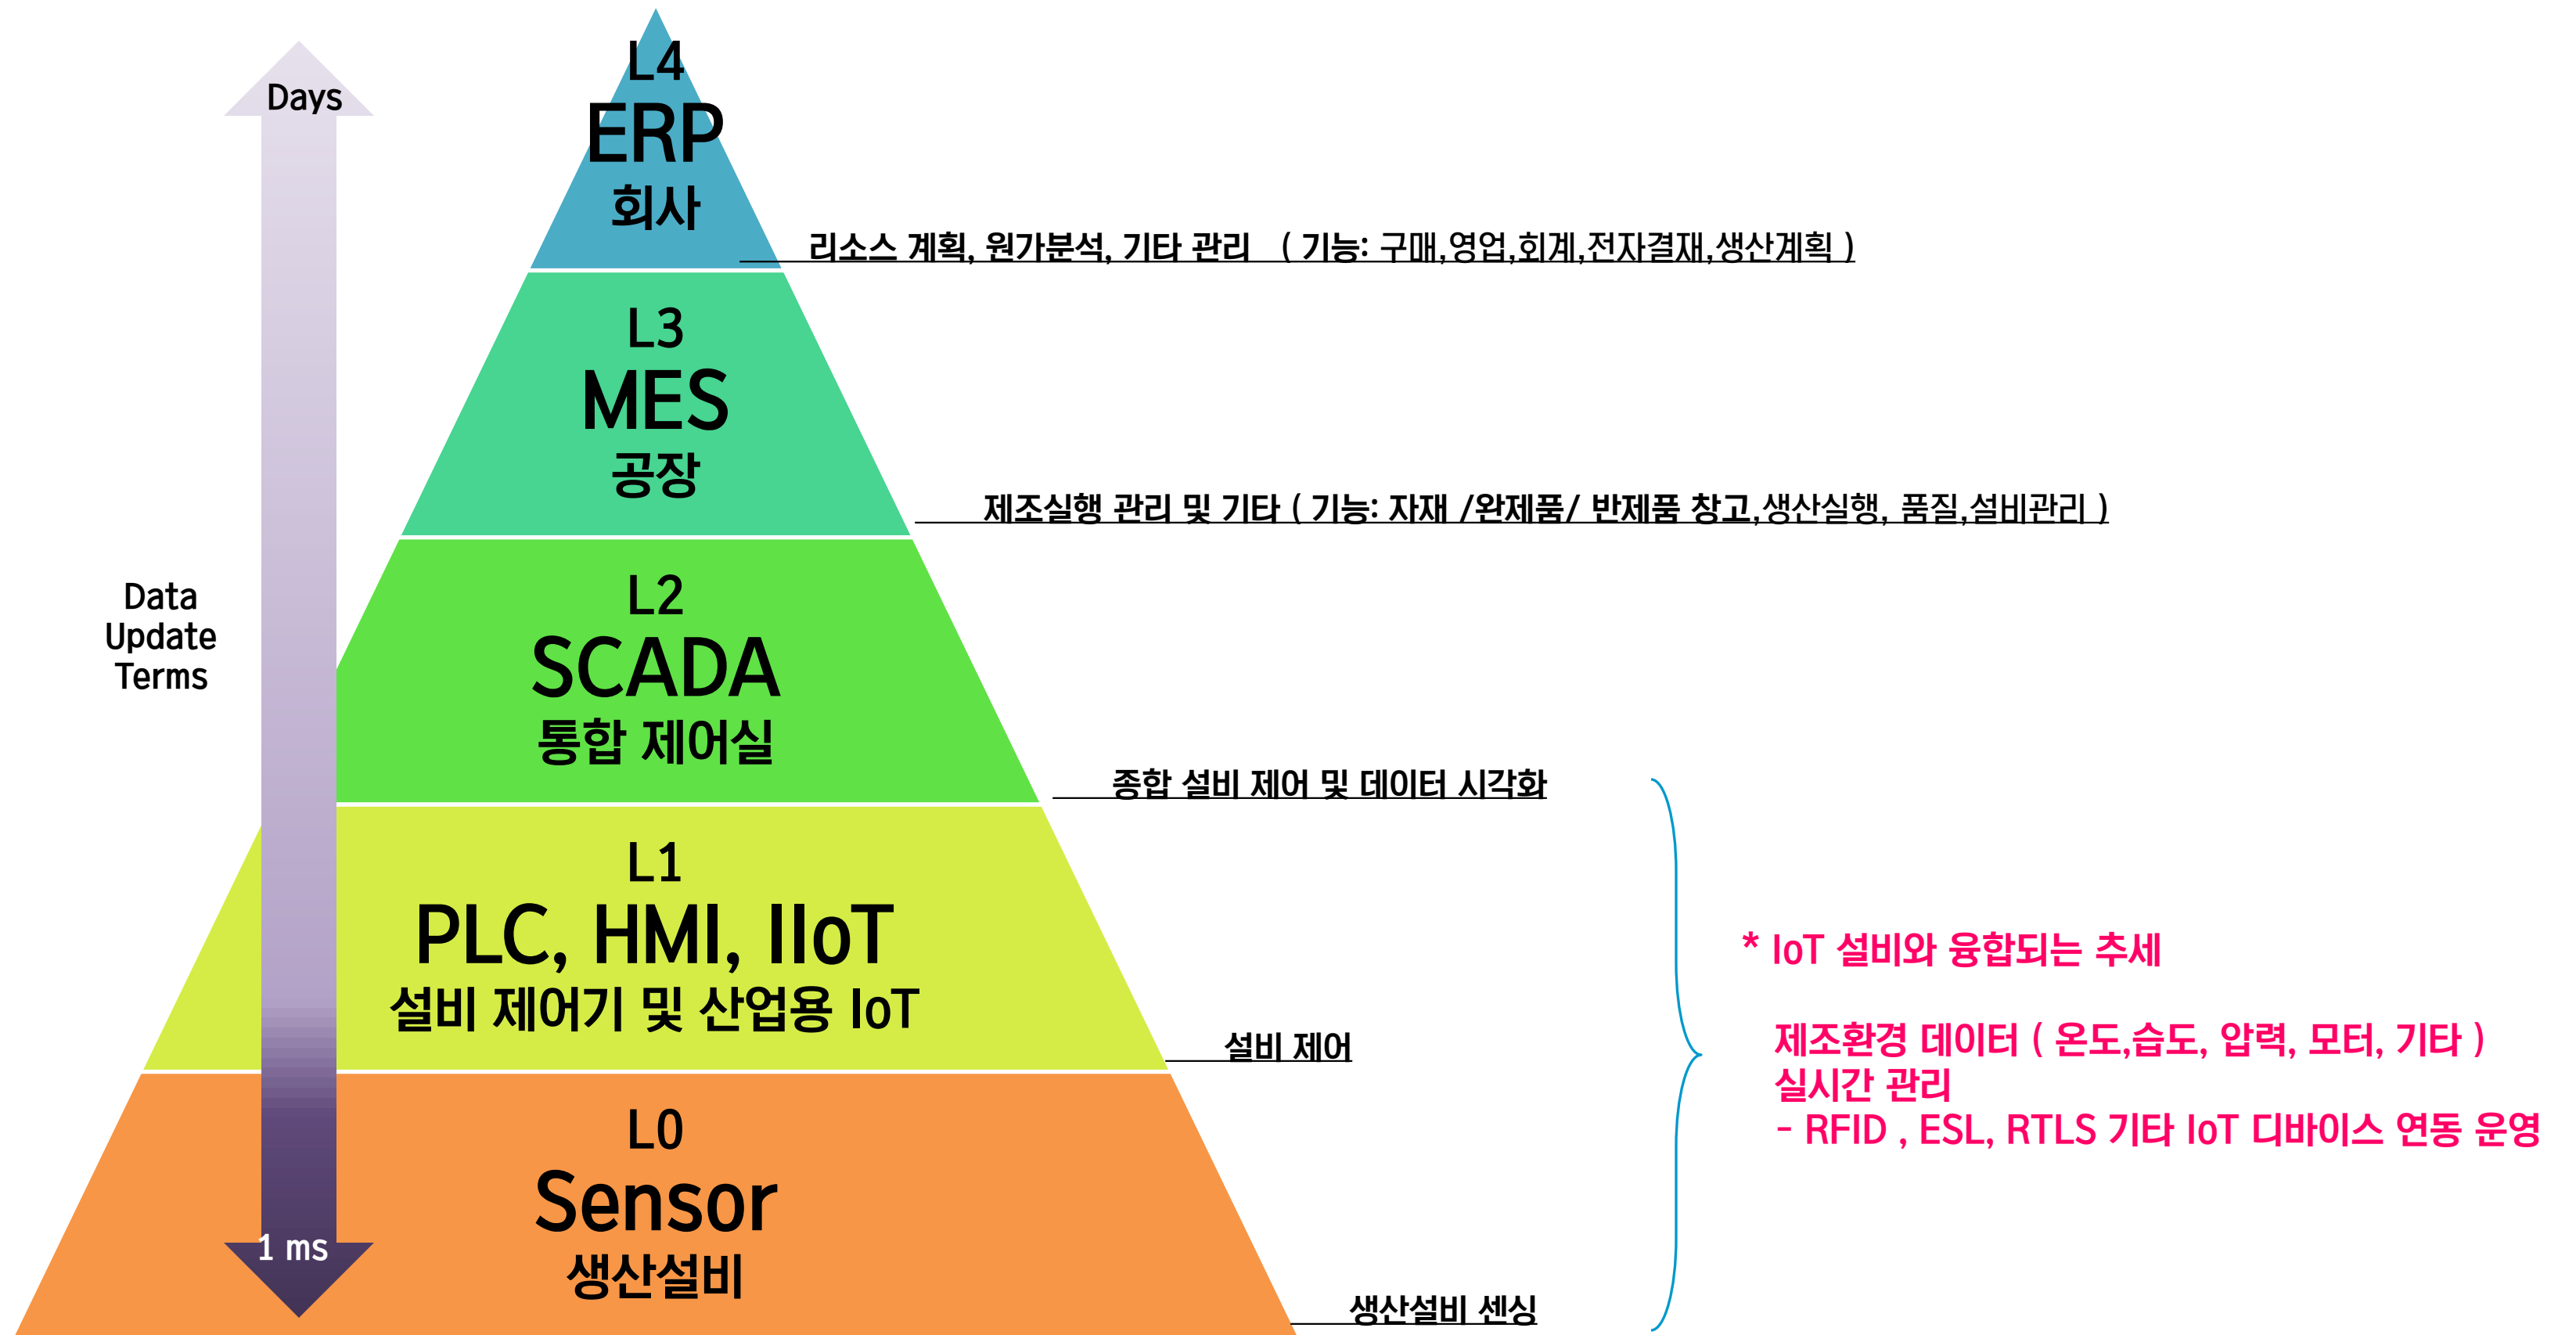 Days
L4
ERP
회사
리소스 계획, 원가분석, 기타 관리 ( 기능: 구매,영업,회계,전자결재,생산계획 )
L3
MES
공장
제조실행 관리 및 기타 ( 기능: 자재 /완제품/ 반제품 창고,생산실행, 품질,설비관리 )
Data
Update
Terms
L2
SCADA
통합 제어실
종합 설비 제어 및 데이터 시각화
L1
PLC, HMI, IIoT
설비 제어기 및 산업용 IoT
설비 제어
* IoT 설비와 융합되는 추세
제조환경 데이터 ( 온도,습도, 압력, 모터, 기타 )
실시간 관리
- RFID , ESL, RTLS 기타 IoT 디바이스 연동 운영
L0
Sensor
생산설비
1 ms
생산설비 센싱